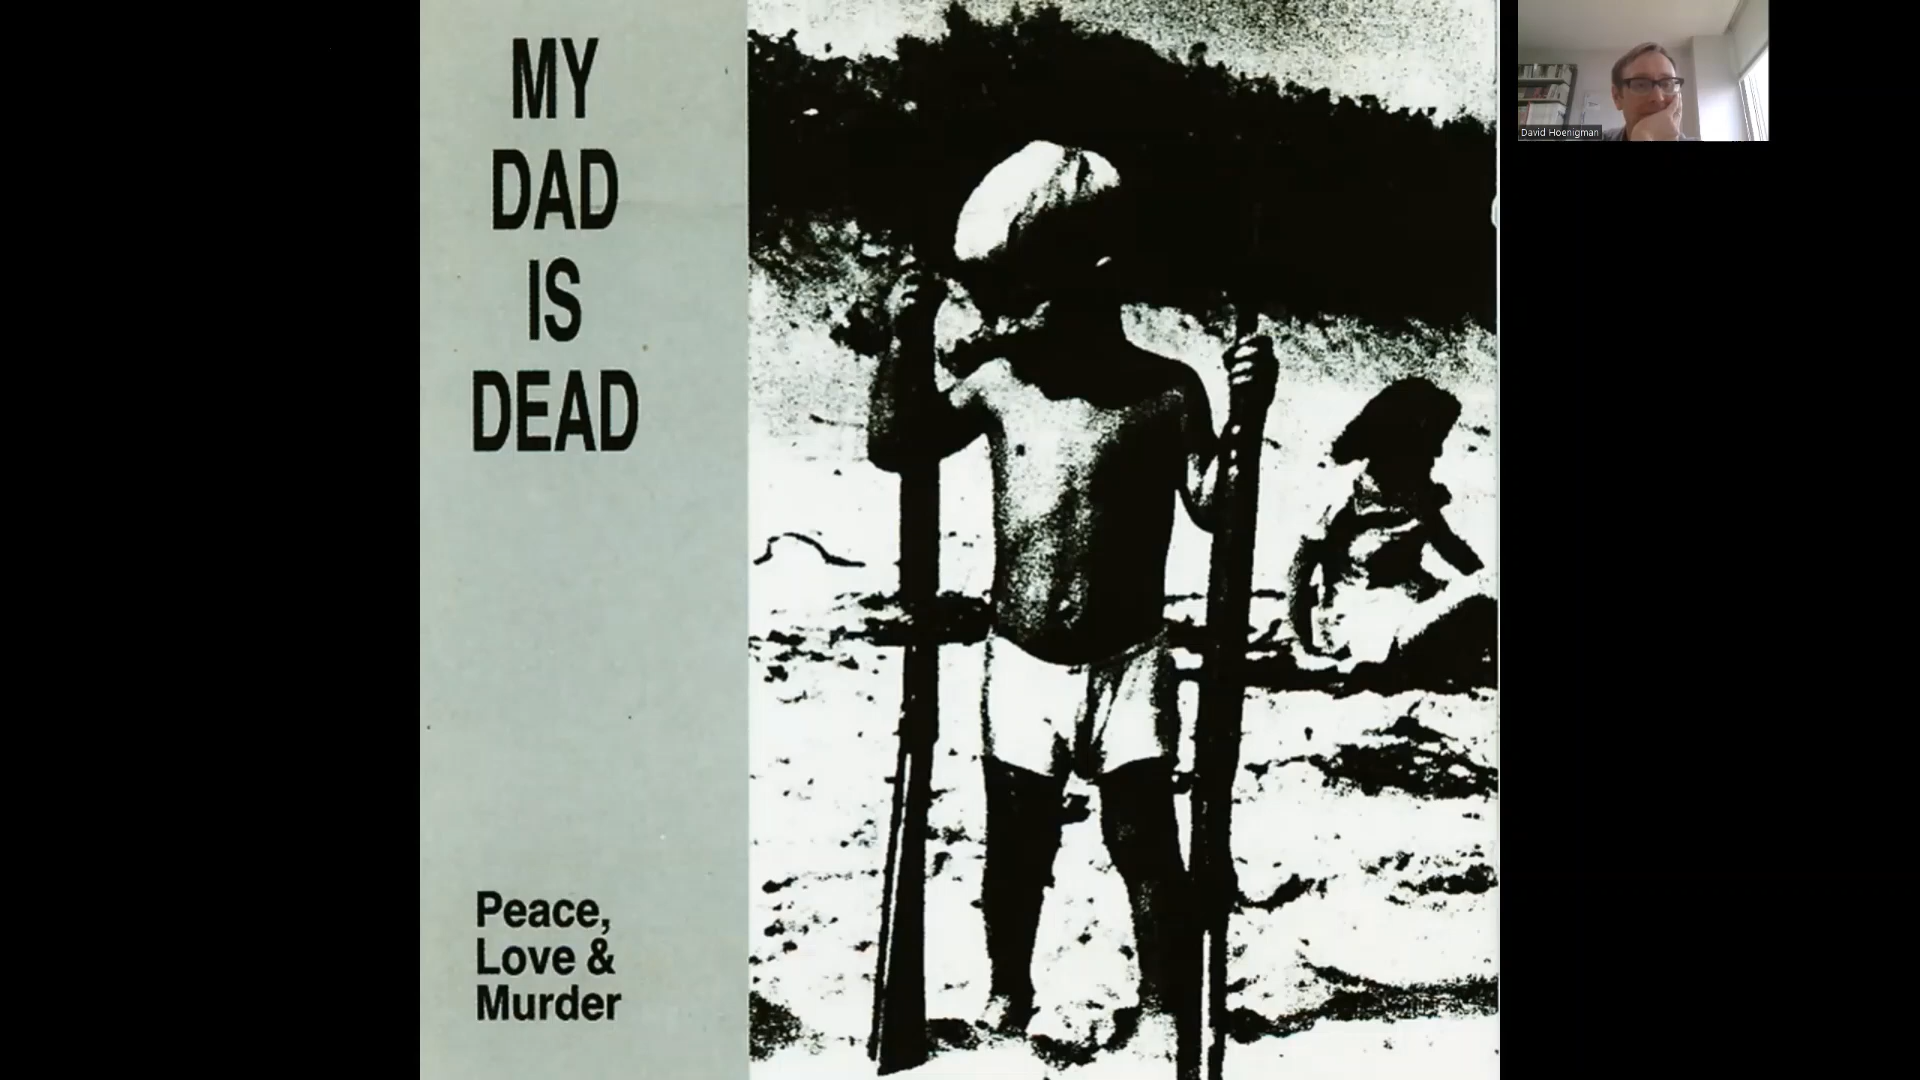 MY
DAD
IS
DEAD
Peace,
Love &
Murder
David Hoenigman